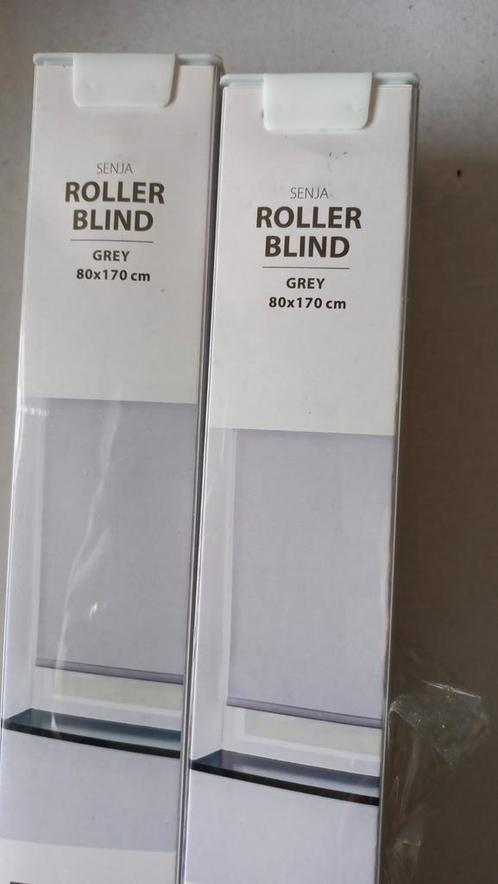 SENJA
ROLLER
BLIND
GREY
80x170 cm
SENJA
ROLLER
BLIND
GREY
80x170 cm